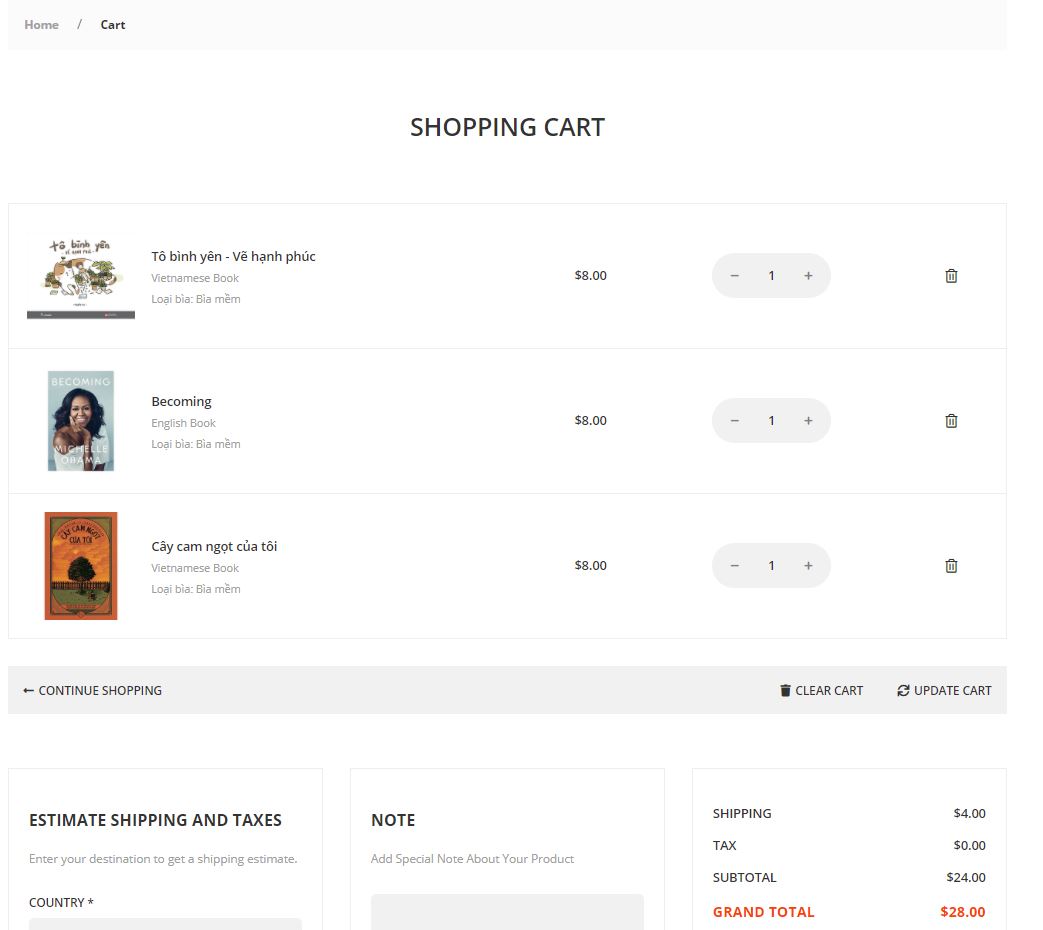 Home / Cart
SHOPPING CART
tô bình yên
vẽ hạnh phúc
Tô bình yên - Vẽ hạnh phúc
Vietnamese Book
Loại bìa: Bìa mềm
$8.00
− 1 +
BECOMING
MICHELLE
OBAMA
Becoming
English Book
Loại bìa: Bìa mềm
$8.00
− 1 +
CÂY CAM NGỌT
CỦA TÔI
Cây cam ngọt của tôi
Vietnamese Book
Loại bìa: Bìa mềm
$8.00
− 1 +
← CONTINUE SHOPPING
CLEAR CART
UPDATE CART
ESTIMATE SHIPPING AND TAXES
Enter your destination to get a shipping estimate.
COUNTRY *
NOTE
Add Special Note About Your Product
SHIPPING $4.00
TAX $0.00
SUBTOTAL $24.00
GRAND TOTAL $28.00